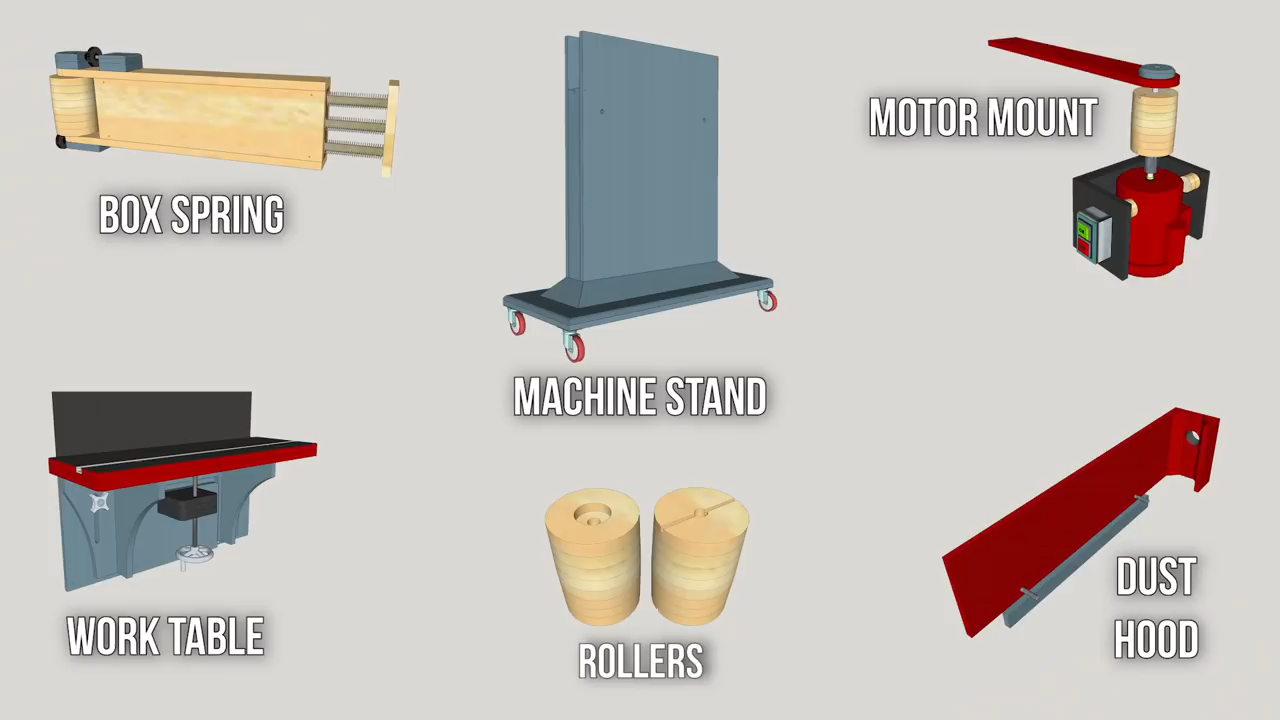 BOX SPRING
MACHINE STAND
MOTOR MOUNT
WORK TABLE
ROLLERS
DUST
HOOD